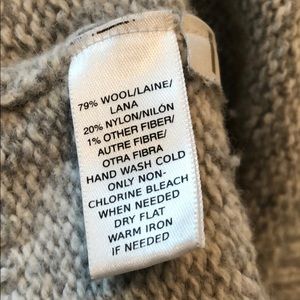 79% WOOL/LAINE/
LANA
20% NYLON/NILÓN
1% OTHER FIBER/
AUTRE FIBRE/
OTRA FIBRA
HAND WASH COLD
ONLY NON-
CHLORINE BLEACH
WHEN NEEDED
DRY FLAT
WARM IRON
IF NEEDED